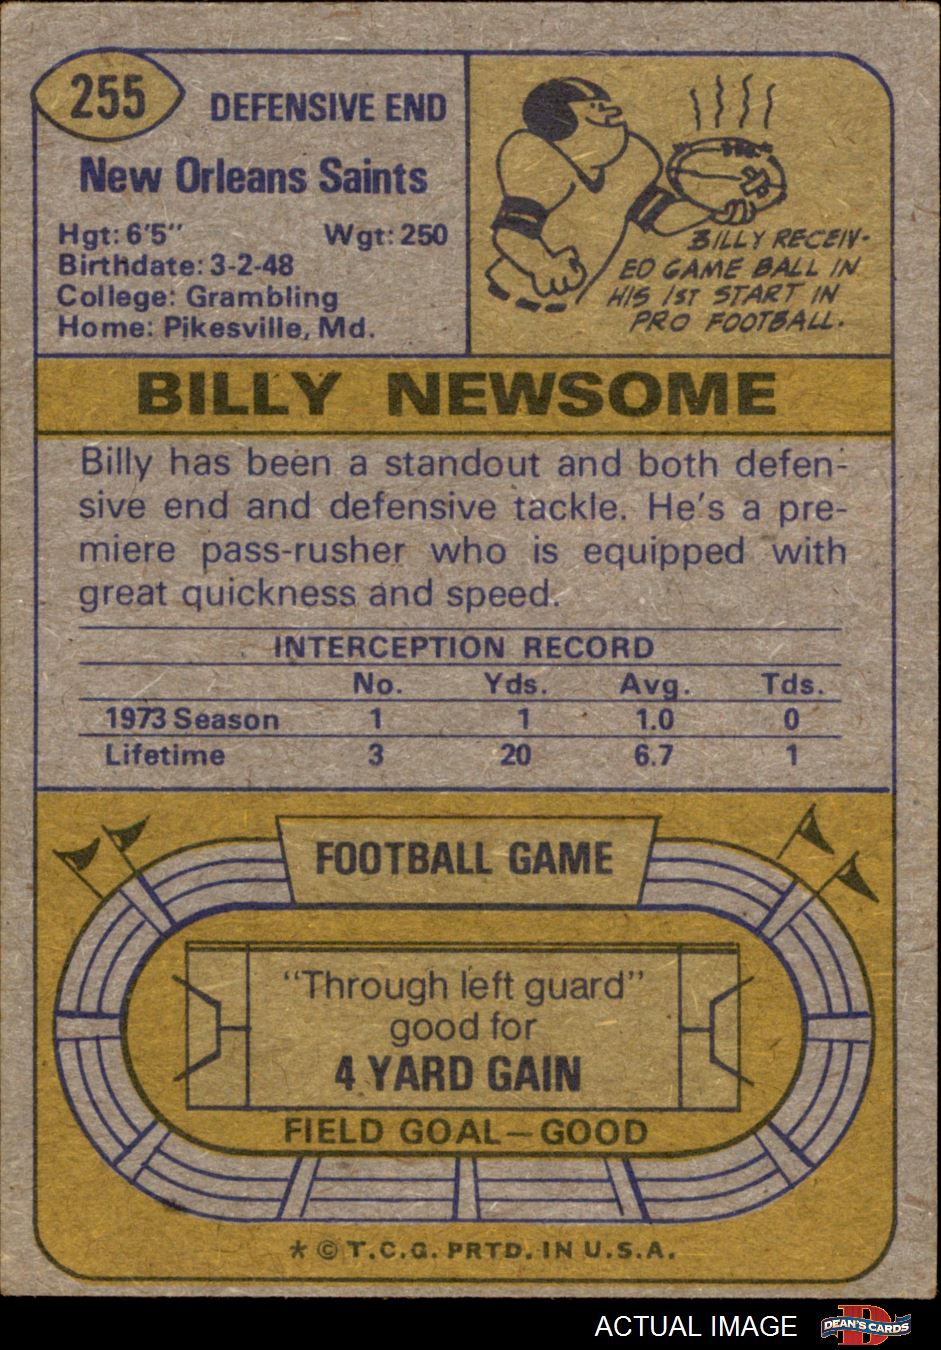 255
DEFENSIVE END
New Orleans Saints
Hgt: 6'5" Wgt: 250
Birthdate: 3-2-48
College: Grambling
Home: Pikesville, Md.
BILLY RECEIV-
ED GAME BALL IN
HIS 1ST START IN
PRO FOOTBALL.
BILLY NEWSOME
Billy has been a standout and both defen-
sive end and defensive tackle. He's a pre-
miere pass-rusher who is equipped with
great quickness and speed.
INTERCEPTION RECORD
No. Yds. Avg. Tds.
1973 Season 1 1 1.0 0
Lifetime 3 20 6.7 1
FOOTBALL GAME
"Through left guard"
good for
4 YARD GAIN
FIELD GOAL—GOOD
* © T.C.G. PRTD. IN U.S.A.
ACTUAL IMAGE
D
DEAN'S CARDS